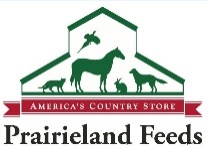 AMERICA'S COUNTRY STORE
Prairieland Feeds